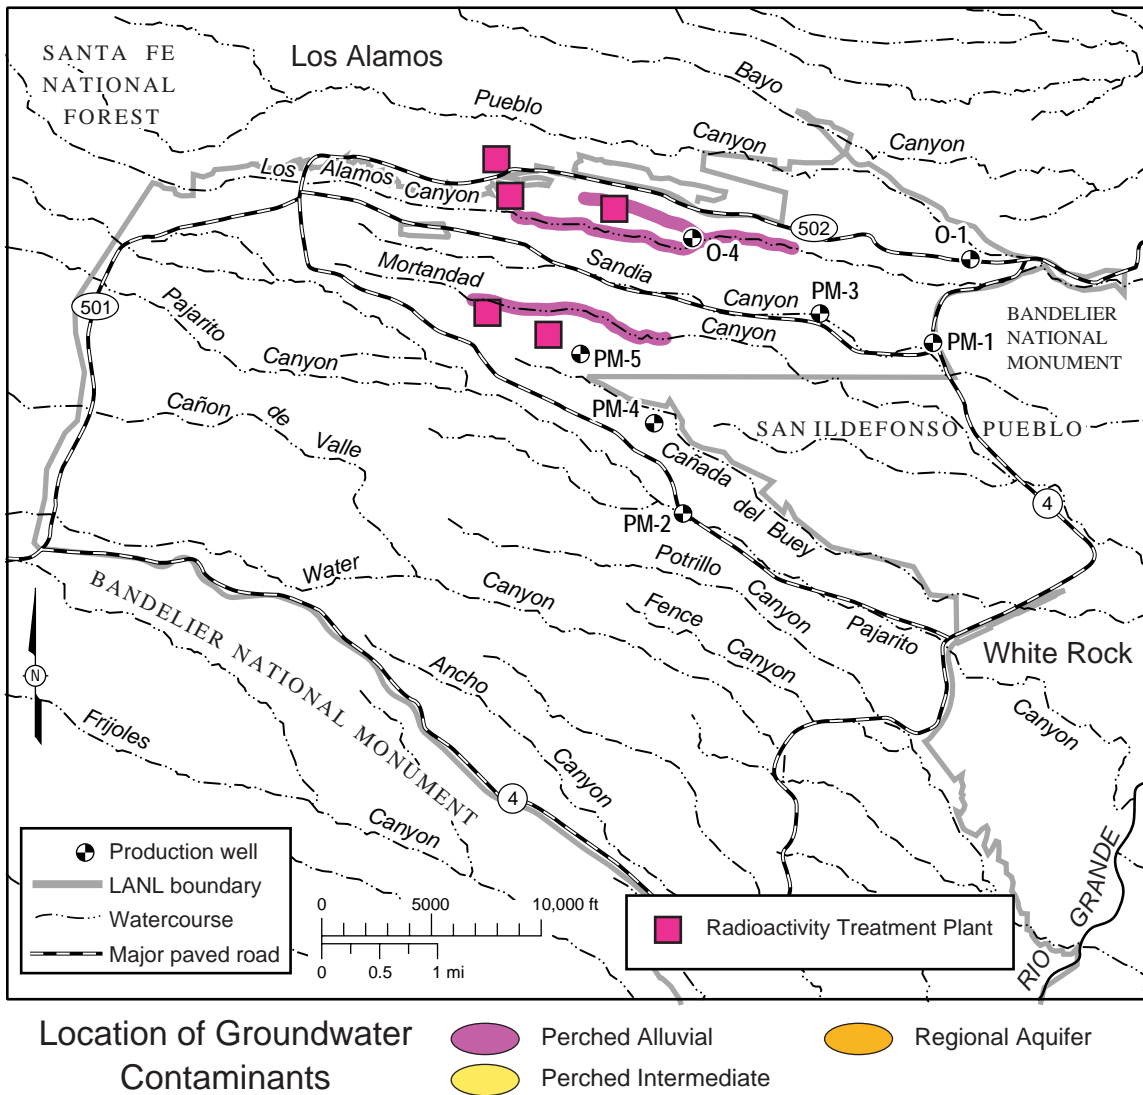 SANTA FE
NATIONAL
FOREST
Los Alamos
Bayo
Canyon
Pueblo
Canyon
Los Alamos
Canyon
502
O-1
O-4
Sandia
Canyon
Mortandad
Canyon
PM-3
501
BANDELIER
NATIONAL
MONUMENT
PM-1
Pajarito
Canyon
PM-5
PM-4
SAN ILDEFONSO PUEBLO
Cañon de Valle
Cañada del Buey
4
PM-2
Water
Canyon
Potrillo
Canyon
Fence
Canyon
Pajarito
White Rock
Canyon
BANDELIER NATIONAL MONUMENT
Ancho
Canyon
N
Frijoles
Canyon
4
RIO GRANDE
Production well
LANL boundary
Watercourse
Major paved road
0 5000 10,000 ft
0 0.5 1 mi
Radioactivity Treatment Plant
Location of Groundwater
Contaminants
Perched Alluvial
Perched Intermediate
Regional Aquifer